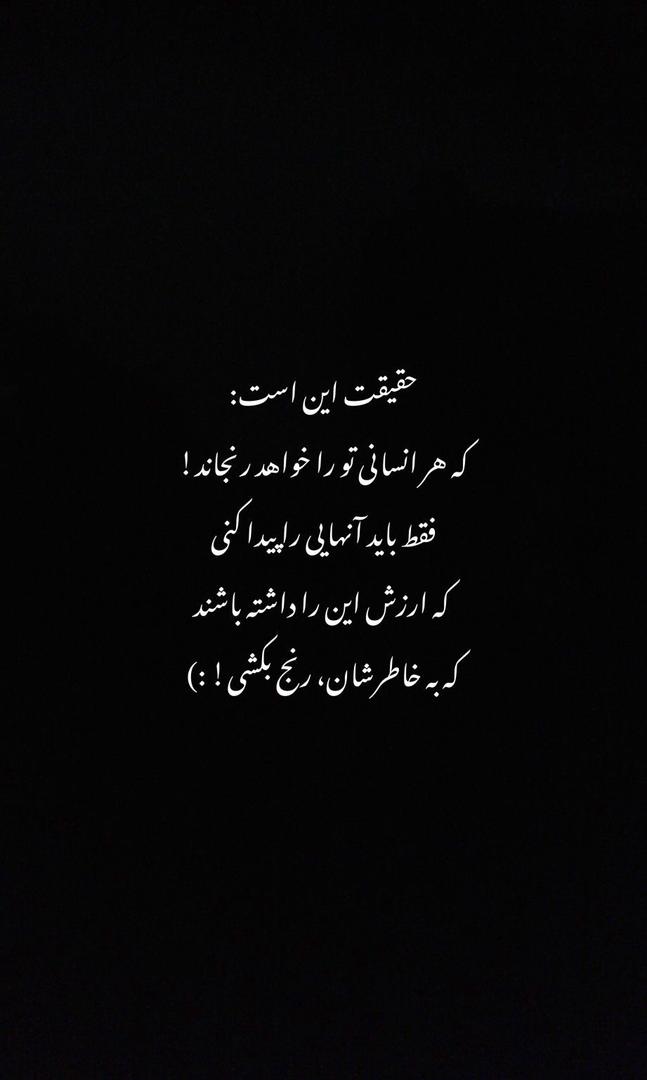 حقیقت این است:
که هر انسانی تو را خواهد رنجاند !
فقط باید آنهایی را پیدا کنی
که ارزش این را داشته باشند
که به خاطرشان، رنج بکشی ! :)